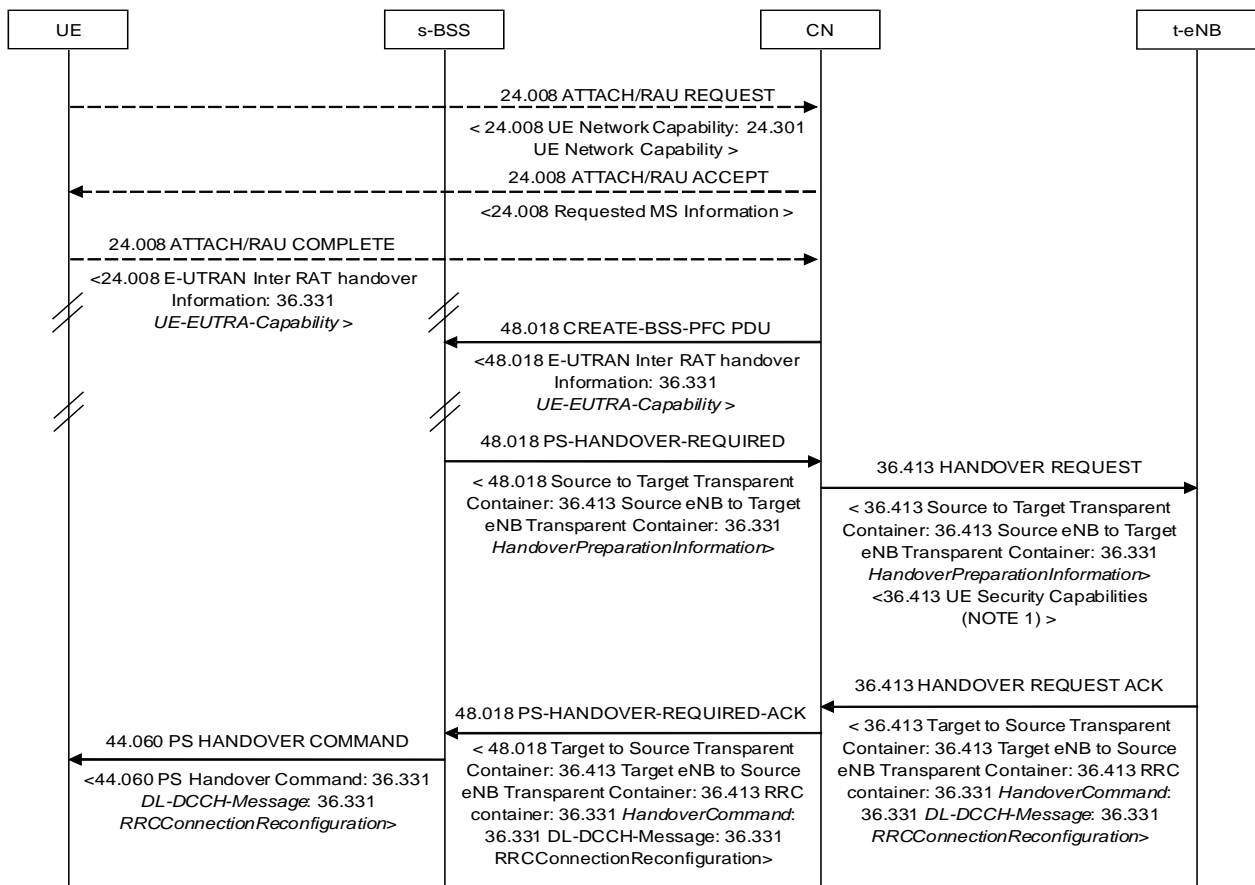 UE
s-BSS
CN
t-eNB
24.008 ATTACH/RAU REQUEST
< 24.008 UE Network Capability: 24.301
UE Network Capability >
24.008 ATTACH/RAU ACCEPT
<24.008 Requested MS Information >
24.008 ATTACH/RAU COMPLETE
<24.008 E-UTRAN Inter RAT handover
Information: 36.331
UE-EUTRA-Capability >
48.018 CREATE-BSS-PFC PDU
<48.018 E-UTRAN Inter RAT handover
Information: 36.331
UE-EUTRA-Capability >
48.018 PS-HANDOVER-REQUIRED
< 48.018 Source to Target Transparent
Container: 36.413 Source eNB to Target
eNB Transparent Container: 36.331
HandoverPreparationInformation>
36.413 HANDOVER REQUEST
< 36.413 Source to Target Transparent
Container: 36.413 Source eNB to Target
eNB Transparent Container: 36.331
HandoverPreparationInformation>
<36.413 UE Security Capabilities
(NOTE 1) >
36.413 HANDOVER REQUEST ACK
< 36.413 Target to Source Transparent
Container: 36.413 Target eNB to Source
eNB Transparent Container: 36.413 RRC
container: 36.331 HandoverCommand:
36.331 DL-DCCH-Message: 36.331
RRCConnectionReconfiguration>
48.018 PS-HANDOVER-REQUIRED-ACK
< 48.018 Target to Source Transparent
Container: 36.413 Target eNB to Source
eNB Transparent Container: 36.413 RRC
container: 36.331 HandoverCommand:
36.331 DL-DCCH-Message: 36.331
RRCConnectionReconfiguration>
44.060 PS HANDOVER COMMAND
<44.060 PS Handover Command: 36.331
DL-DCCH-Message: 36.331
RRCConnectionReconfiguration>